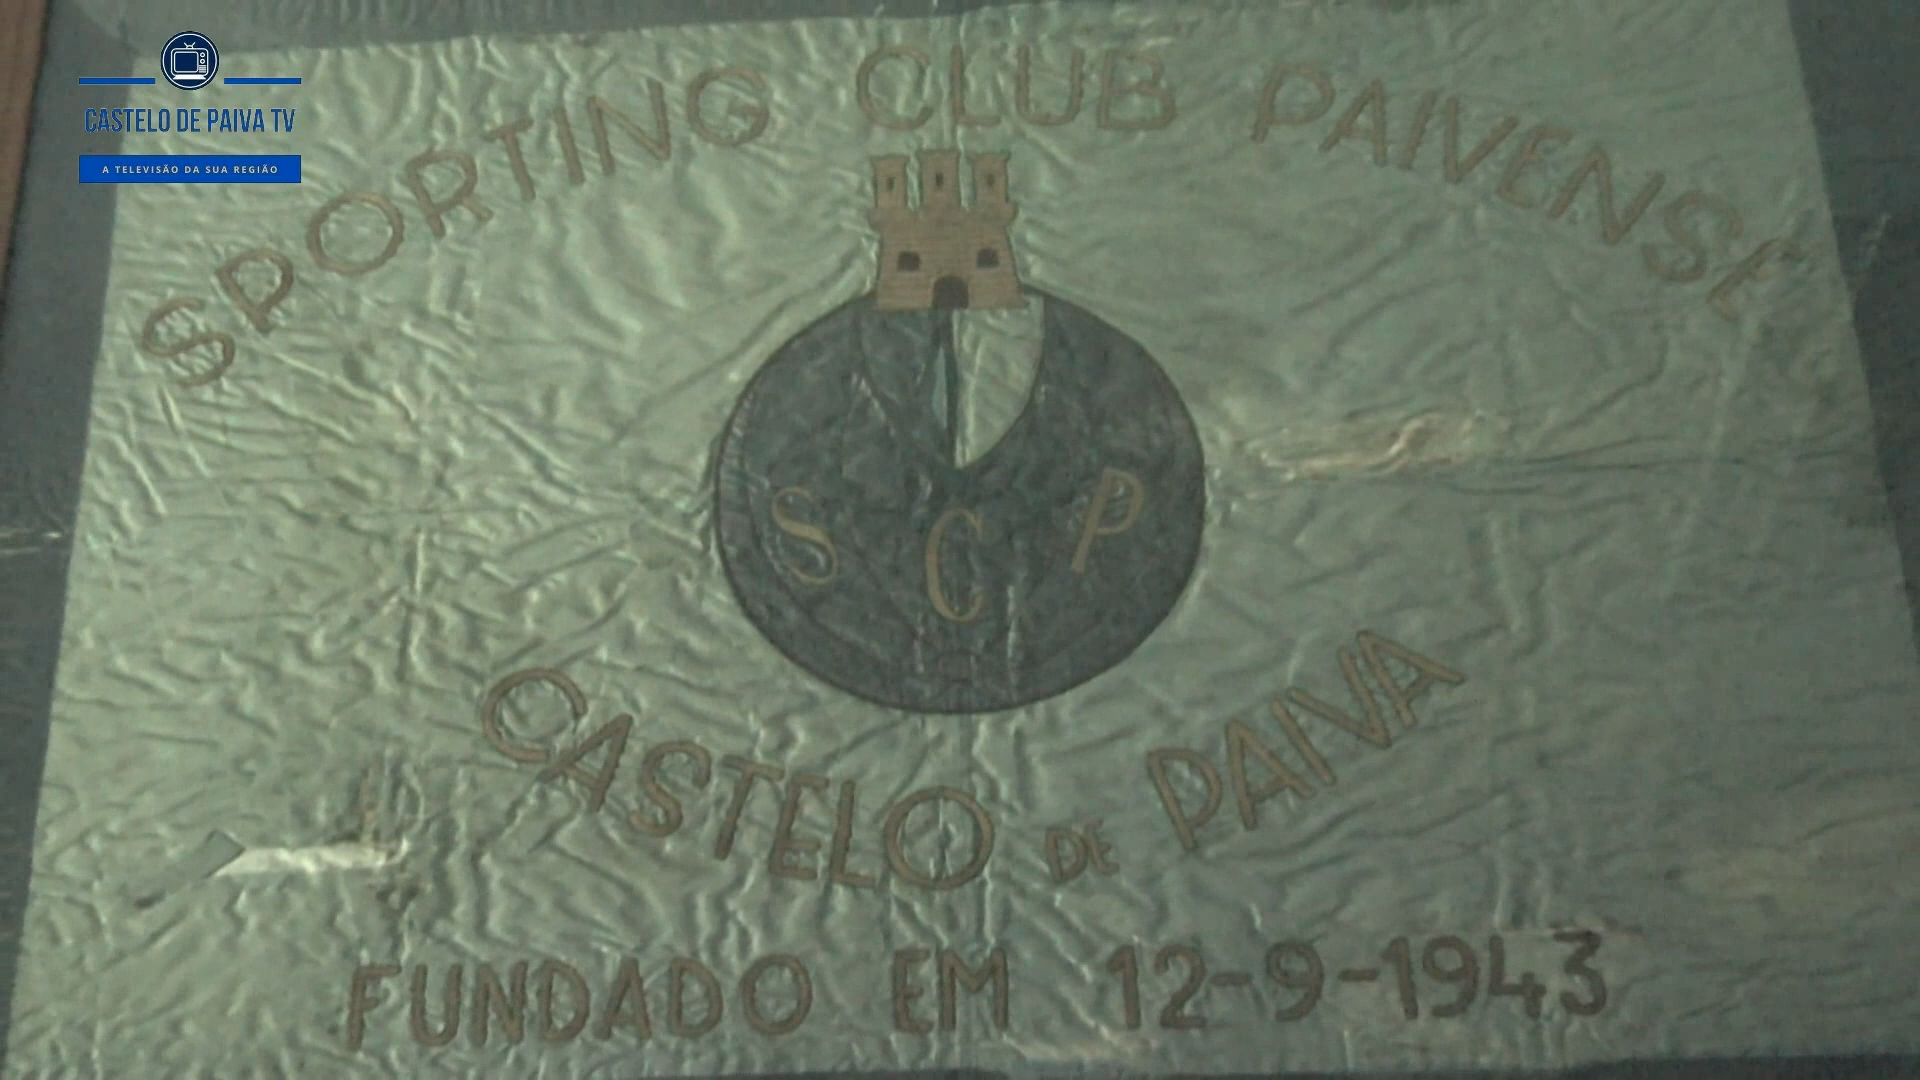 CASTELO DE PAIVA TV
A TELEVISÃO DA SUA REGIÃO
SPORTING CLUB PAIVENSE
S C P
CASTELO DE PAIVA
FUNDADO EM 12-9-1943